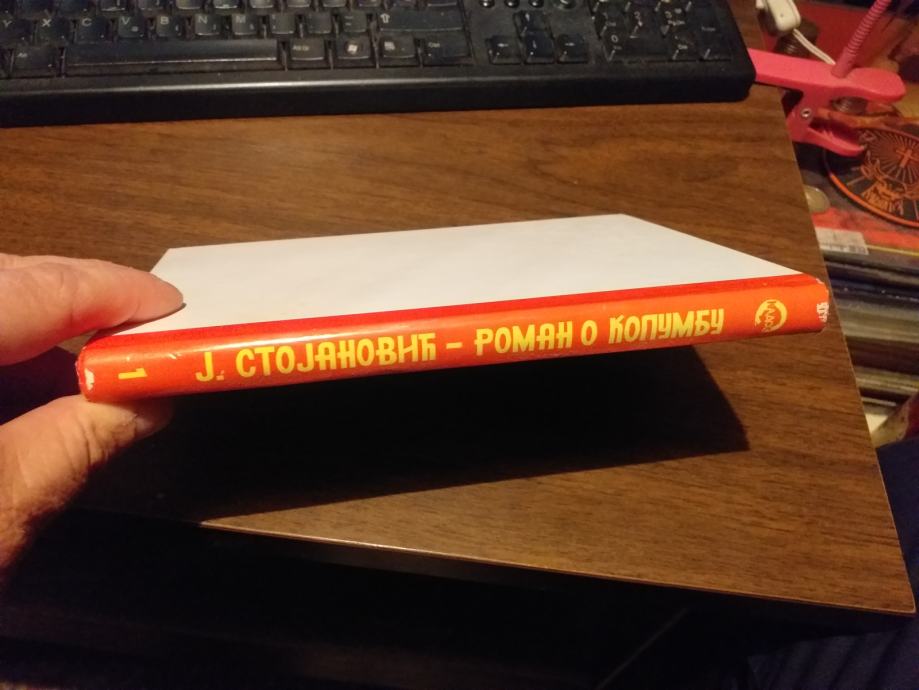 1 Ј. СТОЈАНОВИЋ – РОМАН О КОЛУМБУ